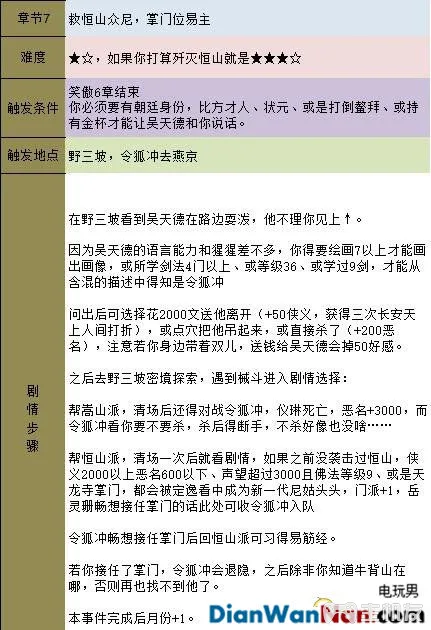 章节7
救恒山众尼，掌门位易主
难度
★☆，如果你打算歼灭恒山就是★★★☆
触发条件
笑傲6章结束
你必须要有朝廷身份，比方才人、状元、或是打倒鳌拜、或持
有金杯才能让吴天德和你说话。
触发地点
野三坡，令狐冲去燕京
剧情步骤
在野三坡看到吴天德在路边耍泼，他不理你见上↑。
因为吴天德的语言能力和猩猩差不多，你得要绘画7以上才能画
出画像，或所学剑法4门以上、或等级36、或学过9剑，才能从
含混的描述中得知是令狐冲
问出后可选择花2000文送他离开（+50侠义，获得三次长安天
上人间打折），或点穴把他吊起来，或直接杀了（+200恶
名），注意若你身边带着双儿，送钱给吴天德会掉50好感。
之后去野三坡密境探索，遇到械斗进入剧情选择：
帮嵩山派，清场后还得对战令狐冲，仪琳死亡，恶名+3000，而
令狐冲看你要不要杀，杀后得断手，不杀好像也没啥……
帮恒山派，清场一次后就看剧情，如果之前没袭击过恒山，侠
义2000以上恶名600以下、声望超过3000且佛法等级9、或是天
龙寺掌门，都会被定逸看中成为新一代尼姑头头，门派+1，岳
灵珊畅想接任掌门的话此处可收令狐冲入队
令狐冲畅想接任掌门后回恒山派可习得易筋经。
若你接任了掌门，令狐冲会退隐，之后除非你知道牛背山在
哪，否则再也找不到他了。
本事件完成后月份+1。
电玩男
DianWanNan.com